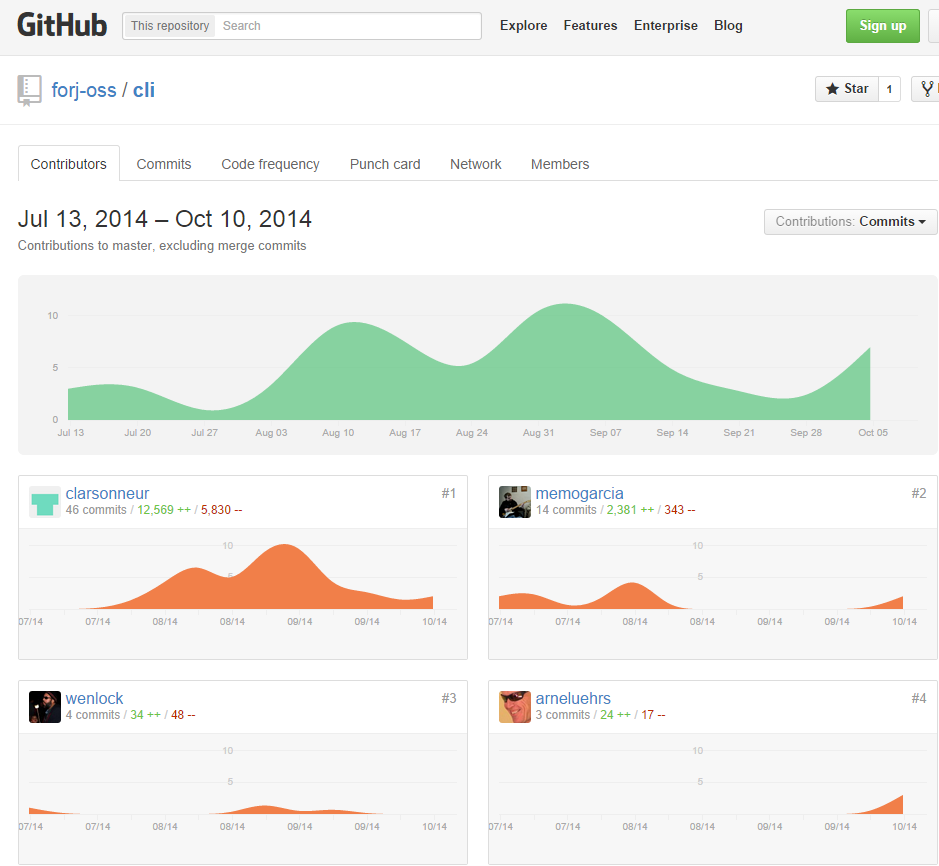 GitHub This repository Search Explore Features Enterprise Blog Sign up
forj-oss / cli Star 1
Contributors Commits Code frequency Punch card Network Members
Jul 13, 2014 – Oct 10, 2014
Contributions: Commits
Contributions to master, excluding merge commits
10
5
0
Jul 13 Jul 20 Jul 27 Aug 03 Aug 10 Aug 17 Aug 24 Aug 31 Sep 07 Sep 14 Sep 21 Sep 28 Oct 05
clarsonneur #1
46 commits / 12,569 ++ / 5,830 --
10
5
07/14 07/14 08/14 08/14 09/14 09/14 10/14
memogarcia #2
14 commits / 2,381 ++ / 343 --
10
5
07/14 07/14 08/14 08/14 09/14 09/14 10/14
wenlock #3
4 commits / 34 ++ / 48 --
10
5
07/14 07/14 08/14 08/14 09/14 09/14 10/14
arneluehrs #4
3 commits / 24 ++ / 17 --
10
5
07/14 07/14 08/14 08/14 09/14 09/14 10/14